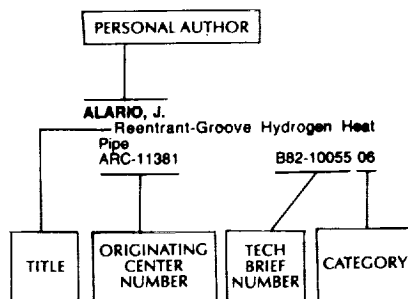 PERSONAL AUTHOR
ALARIO, J.
Reentrant-Groove Hydrogen Heat
Pipe
ARC-11381 B82-10055 06
TITLE
ORIGINATING
CENTER
NUMBER
TECH
BRIEF
NUMBER
CATEGORY